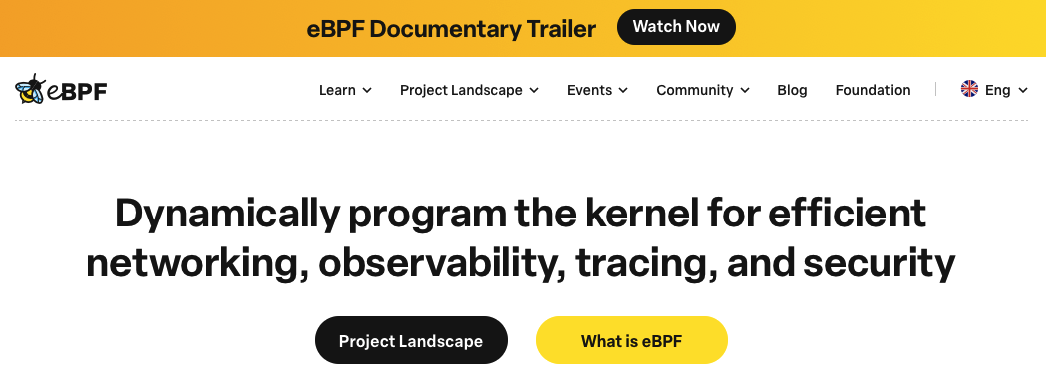 eBPF Documentary Trailer Watch Now
eBPF Learn Project Landscape Events Community Blog Foundation Eng
Dynamically program the kernel for efficient
networking, observability, tracing, and security
Project Landscape What is eBPF